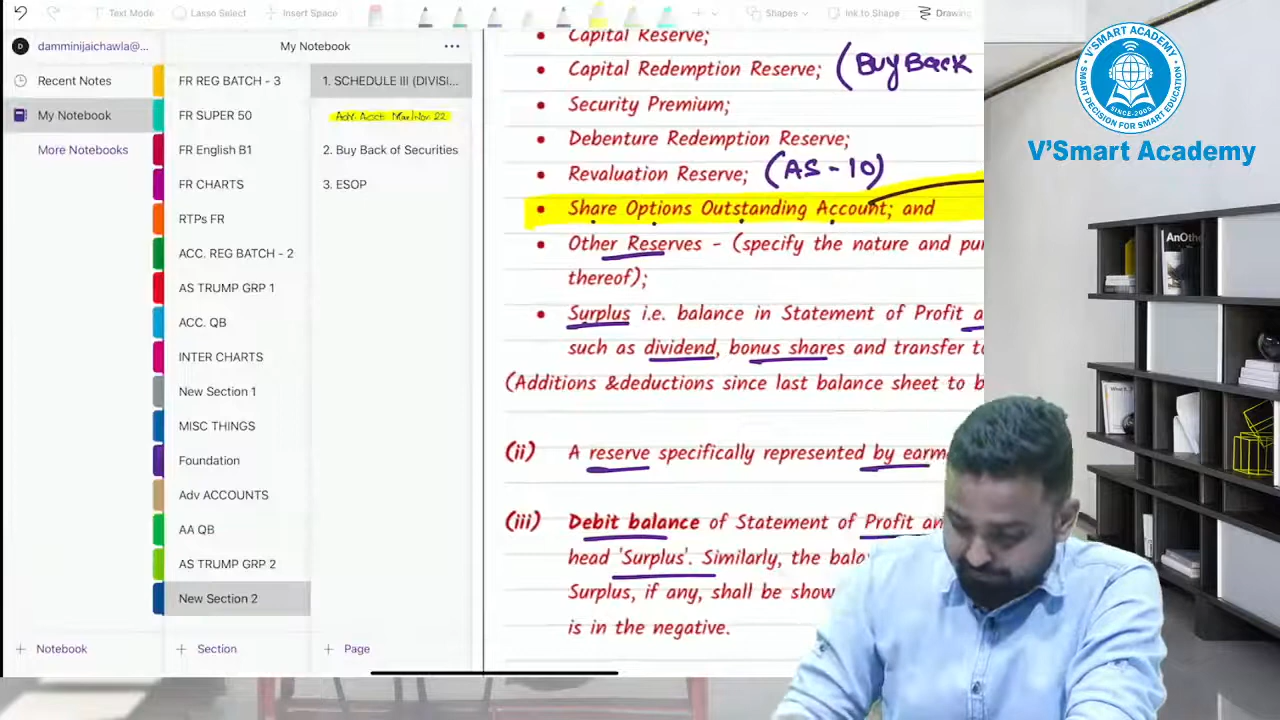 Text Mode
Lasso Select
Insert Space
Shapes
Ink to Shape
Drawing
D
damminijaichawla@...
My Notebook
Recent Notes
My Notebook
More Notebooks
FR REG BATCH - 3
FR SUPER 50
FR English B1
FR CHARTS
RTPs FR
ACC. REG BATCH - 2
AS TRUMP GRP 1
ACC. QB
INTER CHARTS
New Section 1
MISC THINGS
Foundation
Adv ACCOUNTS
AA QB
AS TRUMP GRP 2
New Section 2
1. SCHEDULE III (DIVISI...
Adv. Acct May/Nov 22
2. Buy Back of Securities
3. ESOP
Notebook
Section
Page
• Capital Reserve;
• Capital Redemption Reserve; (Buy Back
• Security Premium;
• Debenture Redemption Reserve;
• Revaluation Reserve; (AS-10)
• Share Options Outstanding Account; and
• Other Reserves - (specify the nature and pu
thereof);
• Surplus i.e. balance in Statement of Profit a
such as dividend, bonus shares and transfer to
(Additions &deductions since last balance sheet to b
(ii) A reserve specifically represented by earm
(iii) Debit balance of Statement of Profit an
head 'Surplus'. Similarly, the bala
Surplus, if any, shall be show
is in the negative.
V'SMART ACADEMY
SINCE-2005
SMART DECISION FOR SMART EDUCATION
V'Smart Academy
AnOthe